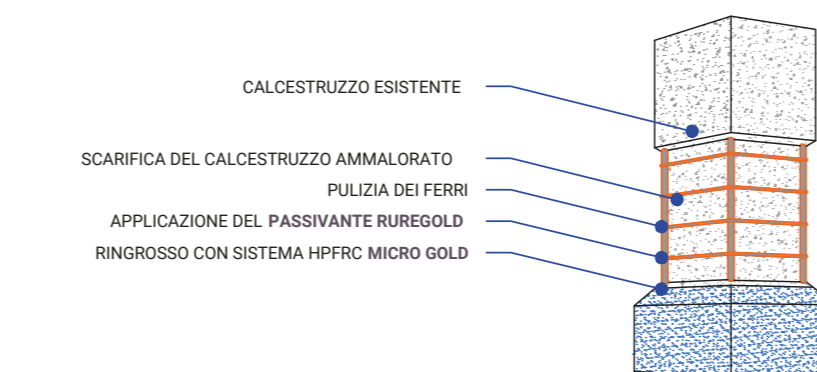 CALCESTRUZZO ESISTENTE
SCARIFICA DEL CALCESTRUZZO AMMALORATO
PULIZIA DEI FERRI
APPLICAZIONE DEL PASSIVANTE RUREGOLD
RINGROSSO CON SISTEMA HPFRC MICRO GOLD